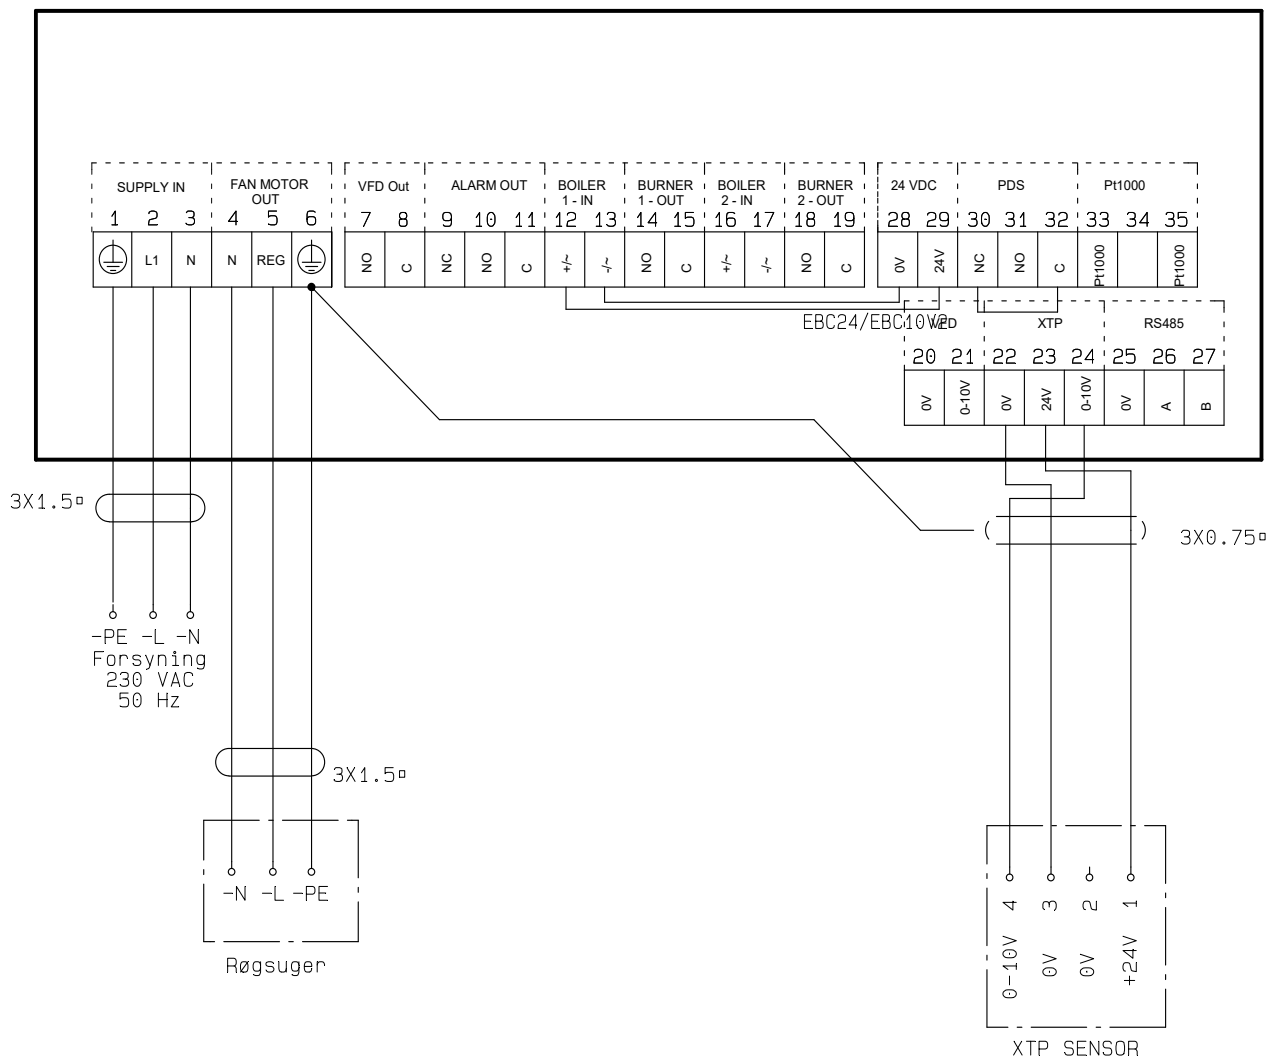 SUPPLY IN FAN MOTOR VFD Out ALARM OUT BOILER BURNER BOILER BURNER 24 VDC PDS Pt1000
OUT 1 - IN 1 - OUT 2 - IN 2 - OUT
1 2 3 4 5 6 7 8 9 10 11 12 13 14 15 16 17 18 19 28 29 30 31 32 33 34 35
L1 N N REG NO C NC NO C +/~ -/~ NO C +/~ -/~ NO C 0V 24V NC NO C Pt1000 Pt1000
EBC24/EBC10V2 VFD XTP RS485
20 21 22 23 24 25 26 27
0V 0-10V 0V 24V 0-10V 0V A B
3X1.5▫
3X0.75▫
-PE -L -N
Forsyning
230 VAC
50 Hz
3X1.5▫
-N -L -PE
Røgsuger
4 3 2 1
0-10V 0V 0V +24V
XTP SENSOR